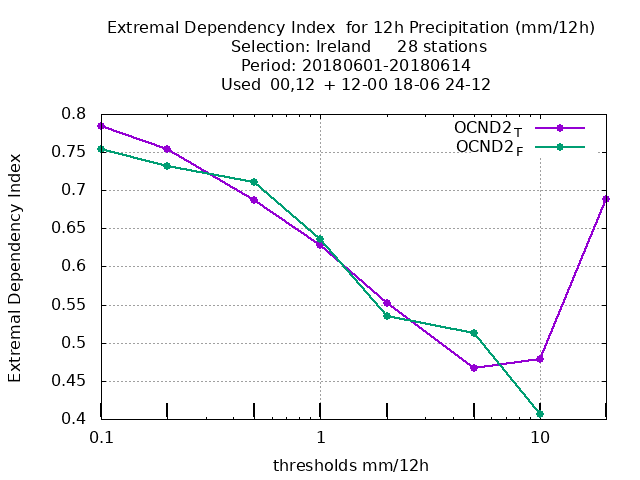 Extremal Dependency Index  for 12h Precipitation (mm/12h)
Selection: Ireland     28 stations
Period: 20180601-20180614
Used  00,12  + 12-00 18-06 24-12
Extremal Dependency Index
0.8
0.75
0.7
0.65
0.6
0.55
0.5
0.45
0.4
OCND2T
OCND2F
0.1 1 10
thresholds mm/12h